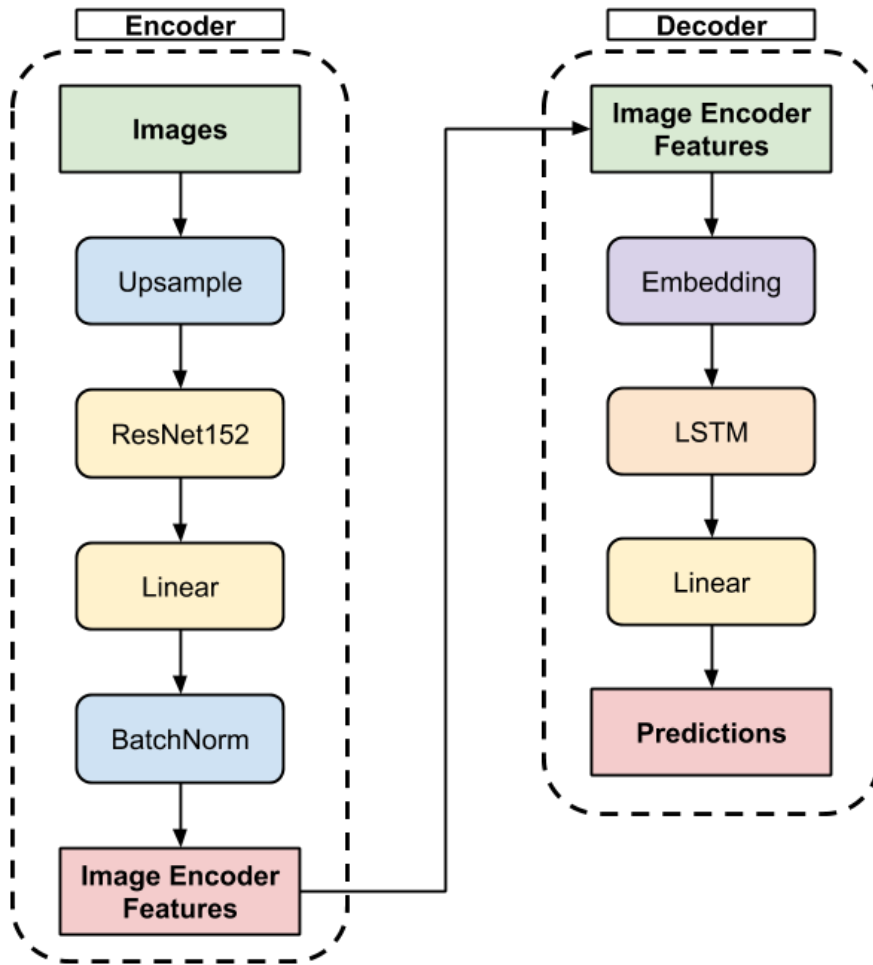 Encoder
Images
Upsample
ResNet152
Linear
BatchNorm
Image Encoder
Features
Decoder
Image Encoder
Features
Embedding
LSTM
Linear
Predictions